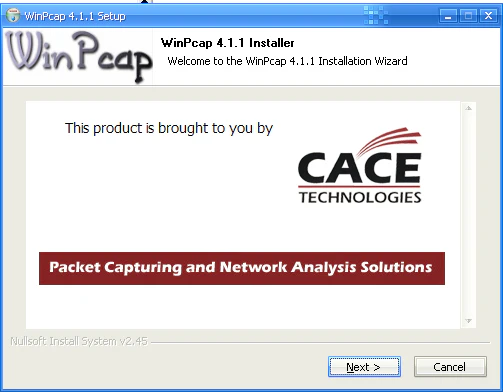 WinPcap 4.1.1 Setup
WinPcap
WinPcap 4.1.1 Installer
Welcome to the WinPcap 4.1.1 Installation Wizard
This product is brought to you by
CACE
TECHNOLOGIES
Packet Capturing and Network Analysis Solutions
Nullsoft Install System v2.45
Next >
Cancel